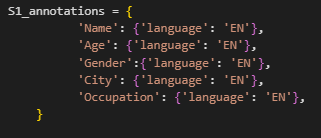 S1_annotations = {
'Name': {'language': 'EN'},
'Age': {'language': 'EN'},
'Gender':{'language': 'EN'},
'City': {'language': 'EN'},
'Occupation': {'language': 'EN'},
}